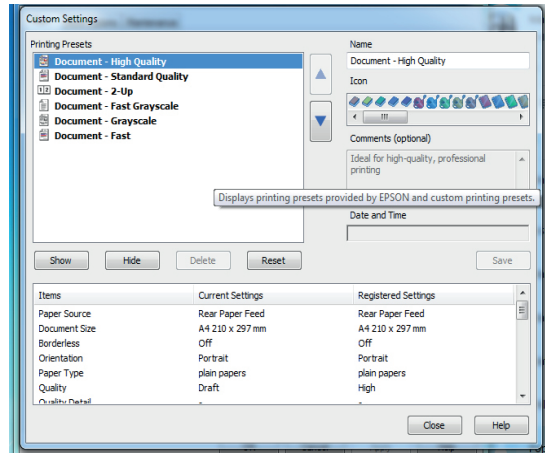 Custom Settings
Printing Presets
Document - High Quality
Document - Standard Quality
Document - 2-Up
Document - Fast Grayscale
Document - Grayscale
Document - Fast
Name
Document - High Quality
Icon
Comments (optional)
Ideal for high-quality, professional
printing
Displays printing presets provided by EPSON and custom printing presets.
Date and Time
Show Hide Delete Reset Save
Items Current Settings Registered Settings
Paper Source Rear Paper Feed Rear Paper Feed
Document Size A4 210 x 297 mm A4 210 x 297 mm
Borderless Off Off
Orientation Portrait Portrait
Paper Type plain papers plain papers
Quality Draft High
Quality Detail - -
Close Help